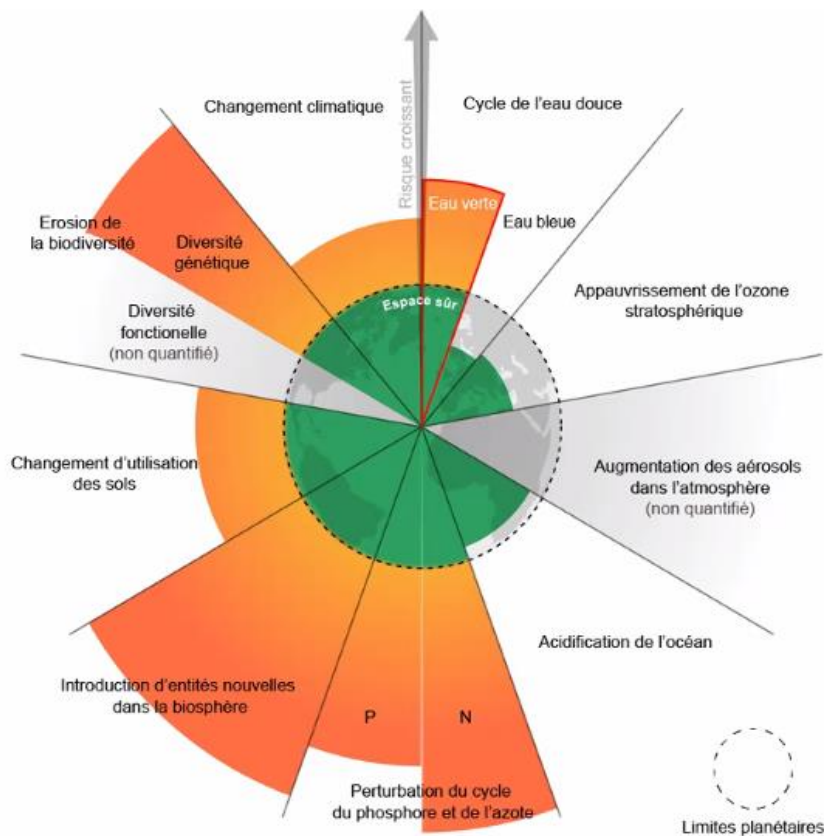 Changement climatique
Cycle de l'eau douce
Risque croissant
Eau verte
Eau bleue
Erosion de
la biodiversité
Diversité
génétique
Espace sûr
Appauvrissement de l'ozone
stratosphérique
Diversité
fonctionelle
(non quantifié)
Changement d'utilisation
des sols
Augmentation des aérosols
dans l'atmosphère
(non quantifié)
Acidification de l'océan
Introduction d'entités nouvelles
dans la biosphère
P
N
Perturbation du cycle
du phosphore et de l'azote
Limites planétaires